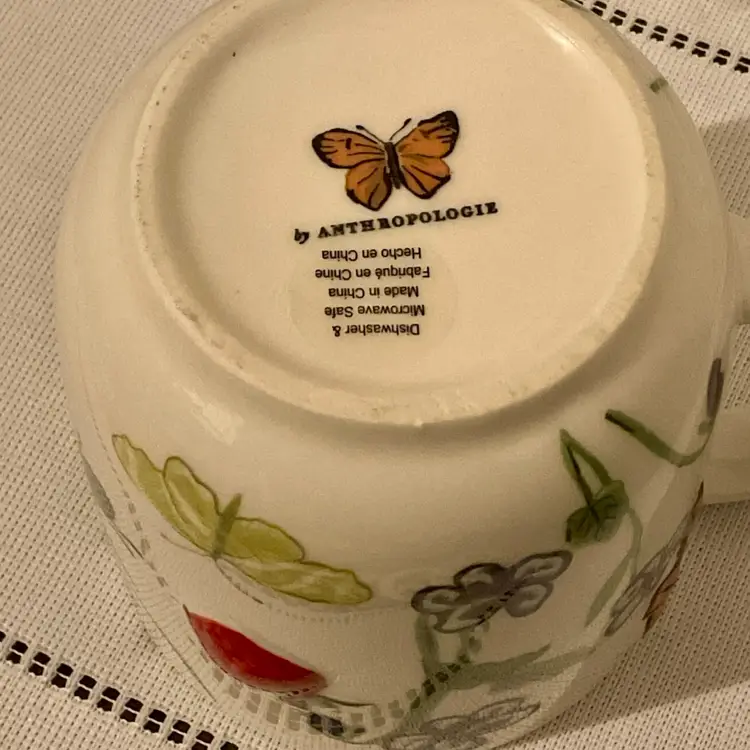 by ANTHROPOLOGIE
Dishwasher &
Microwave Safe
Made in China
Fabriqué en Chine
Hecho en China